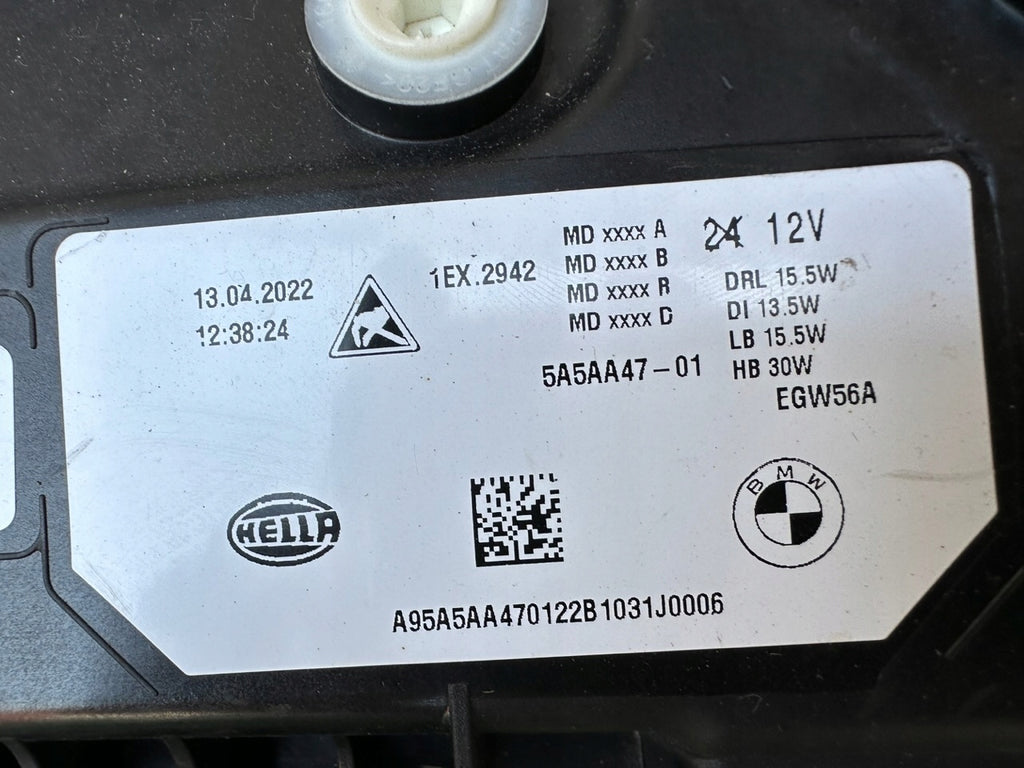 13.04.2022
12:38:24
1EX.2942
MD xxxx A
MD xxxx B
MD xxxx R
MD xxxx D
5A5AA47-01
24 12V
DRL 15.5W
DI 13.5W
LB 15.5W
HB 30W
EGW56A
HELLA
BMW
A95A5AA470122B1031J0006